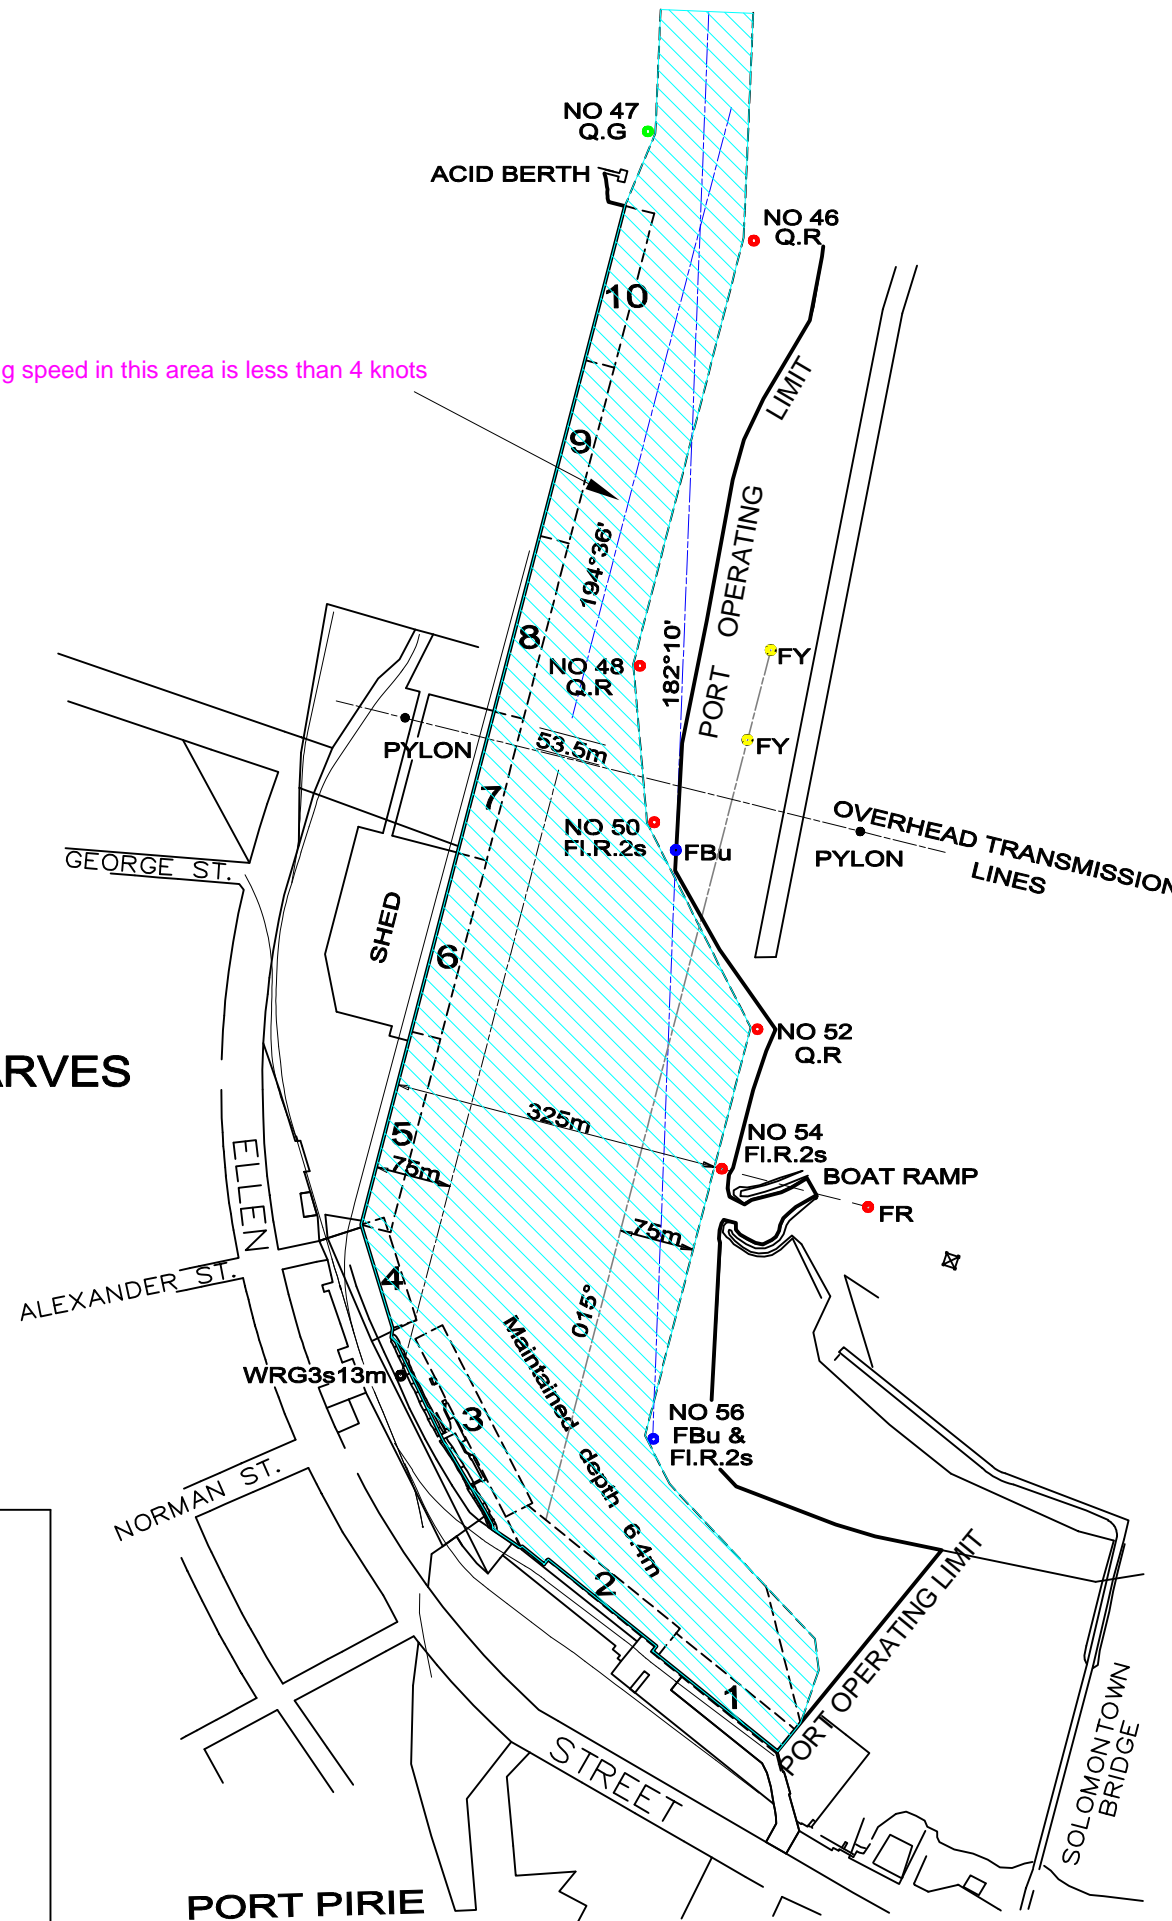 NO 47
Q.G
ACID BERTH
NO 46
Q.R
10
g speed in this area is less than 4 knots
LIMIT
9
OPERATING
194°36'
8
182°10'
NO 48
Q.R
FY
PORT
PYLON
53.5m
FY
7
OVERHEAD TRANSMISSION
LINES
NO 50
Fl.R.2s
FBu
PYLON
GEORGE ST.
SHED
6
NO 52
Q.R
ARVES
325m
5
75m
NO 54
Fl.R.2s
BOAT RAMP
FR
ELLEN
75m
4
ALEXANDER ST.
015°
WRG3s13m
Maintained depth 6.4m
3
NO 56
FBu &
Fl.R.2s
NORMAN ST.
2
PORT OPERATING LIMIT
1
STREET
SOLOMONTOWN
BRIDGE
PORT PIRIE